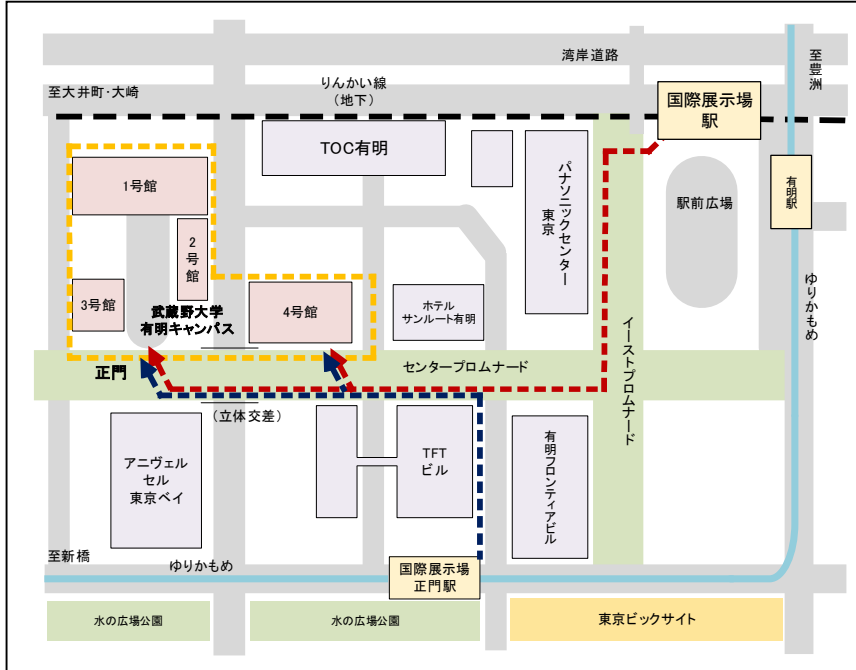 湾岸道路
至豊洲
至大井町・大崎
りんかい線
(地下)
国際展示場
駅
TOC有明
パナソニックセンター
東京
1号館
駅前広場
有明駅
2号館
3号館
4号館
武蔵野大学
有明キャンパス
ホテル
サンルート有明
ゆりかもめ
イーストプロムナード
正門
センタープロムナード
(立体交差)
アニヴェル
セル
東京ベイ
TFT
ビル
有明フロンティアビル
至新橋
ゆりかもめ
国際展示場
正門駅
水の広場公園
水の広場公園
東京ビックサイト